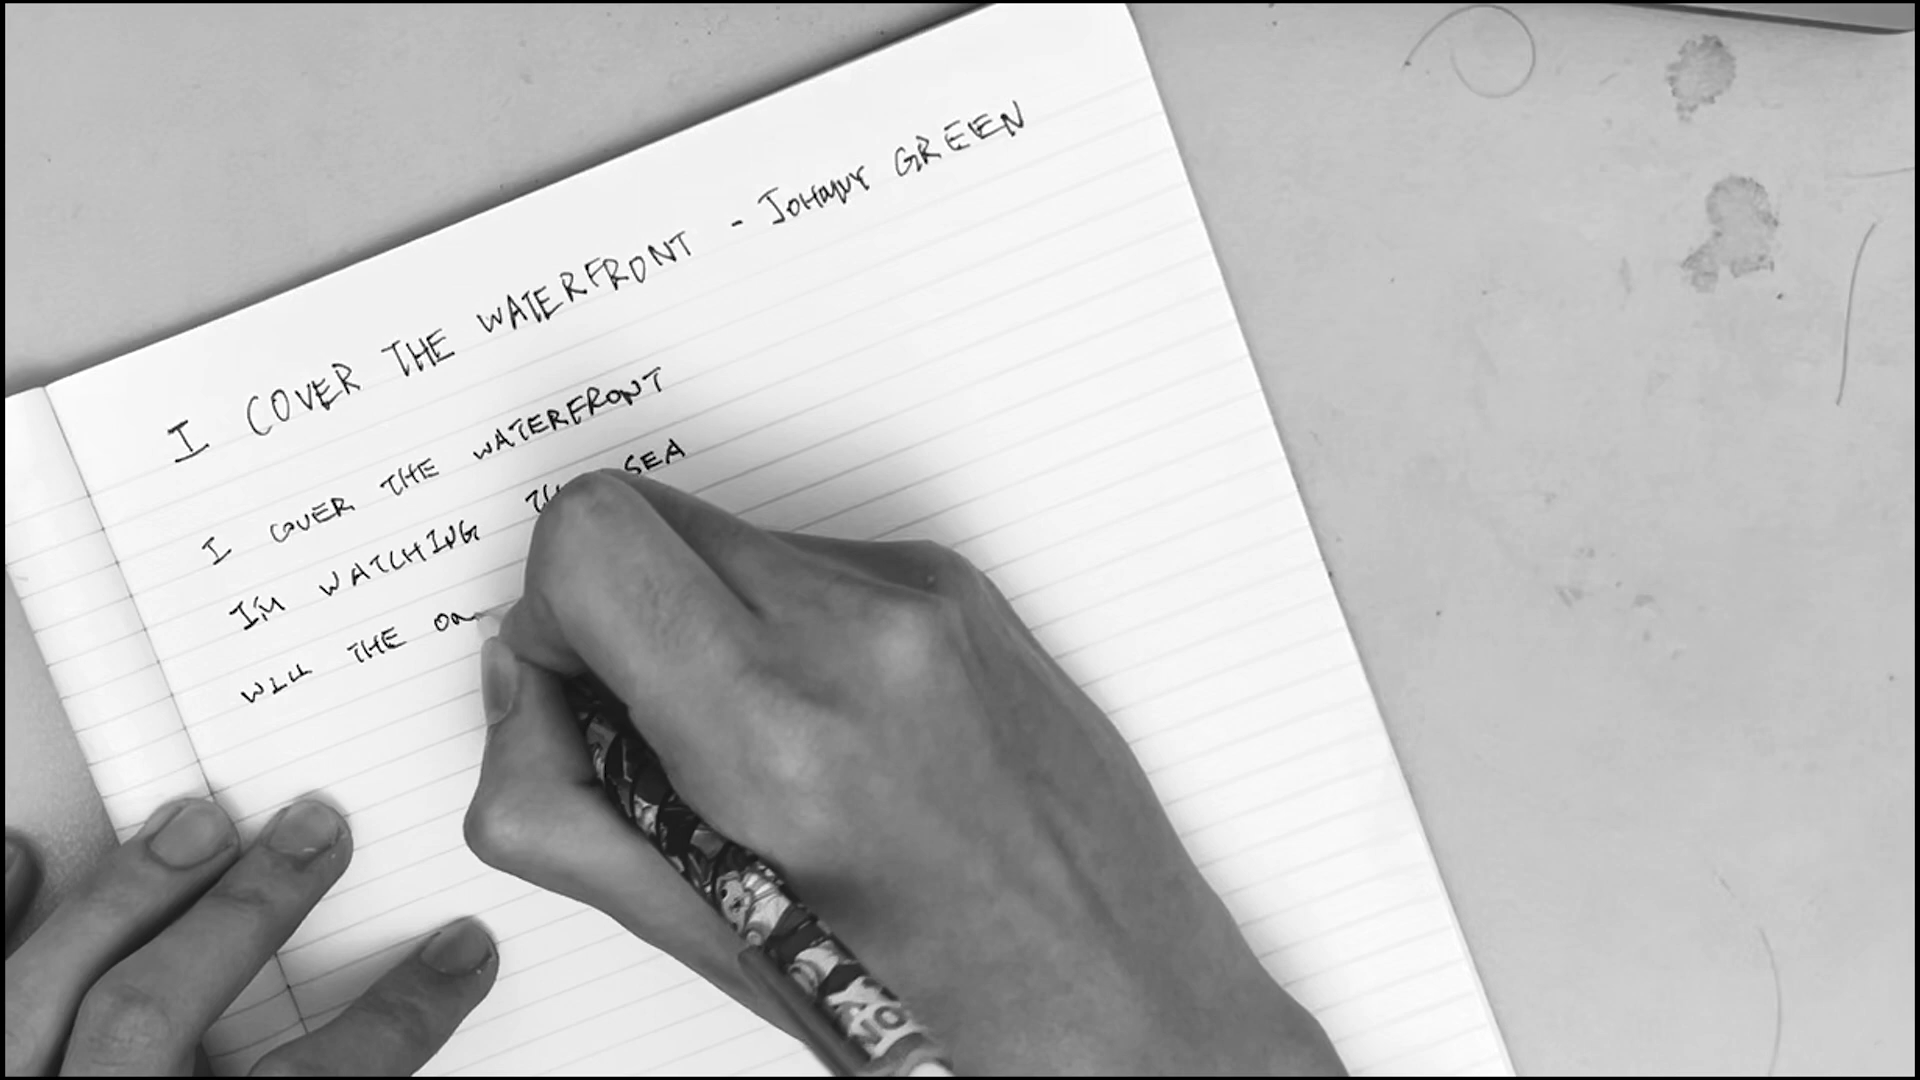 I COVER THE WATERFRONT - JOHNNY GREEN
I COVER THE WATERFRONT
I'M WATCHING SEA
WILL THE